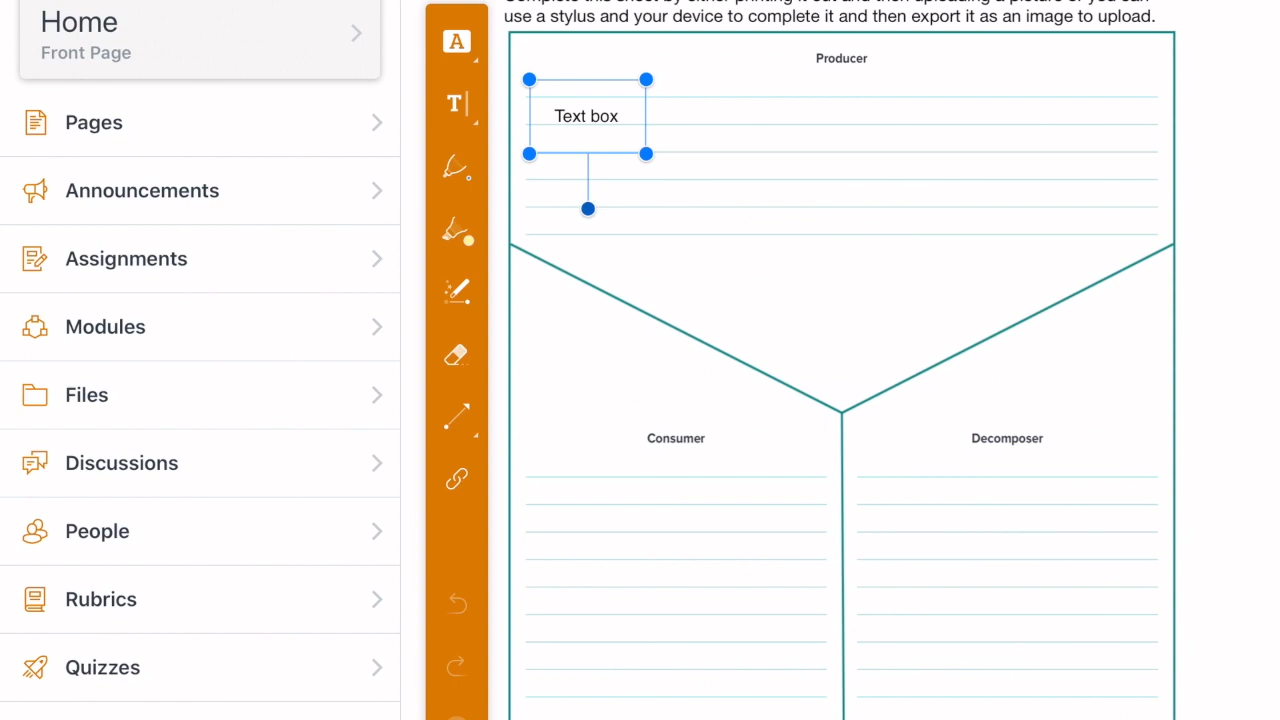 Home
Front Page
Pages
Announcements
Assignments
Modules
Files
Discussions
People
Rubrics
Quizzes
A
T
use a stylus and your device to complete it and then export it as an image to upload.
Producer
Text box
Consumer
Decomposer